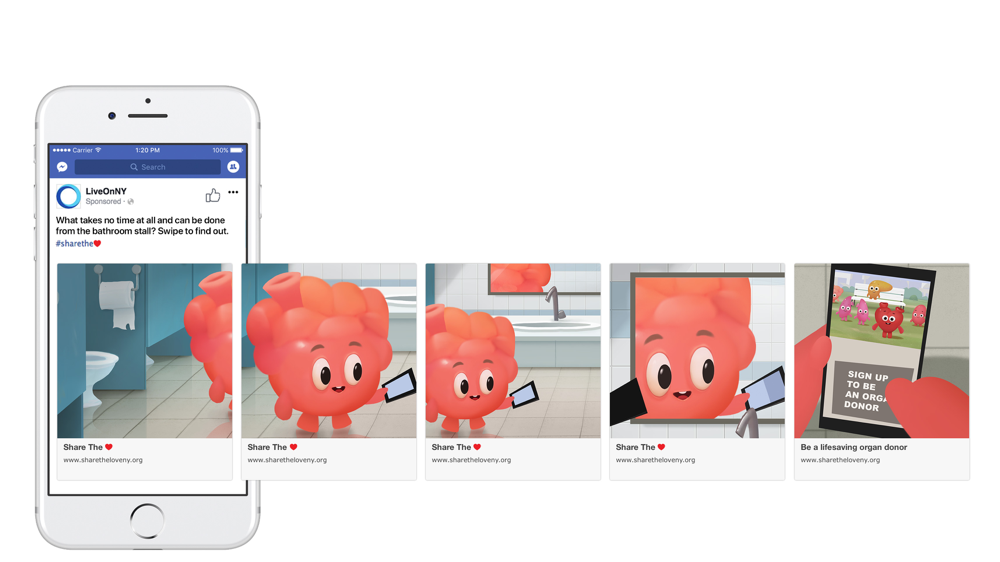 Carrier 1:20 PM 100%
Search
LiveOnNY
Sponsored ·
What takes no time at all and can be done
from the bathroom stall? Swipe to find out.
#sharethe❤
Share The ❤
www.sharetheloveny.org
Share The ❤
www.sharetheloveny.org
Share The ❤
www.sharetheloveny.org
Share The ❤
www.sharetheloveny.org
SIGN UP
TO BE
AN ORGA
DONOR
Be a lifesaving organ donor
www.sharetheloveny.org